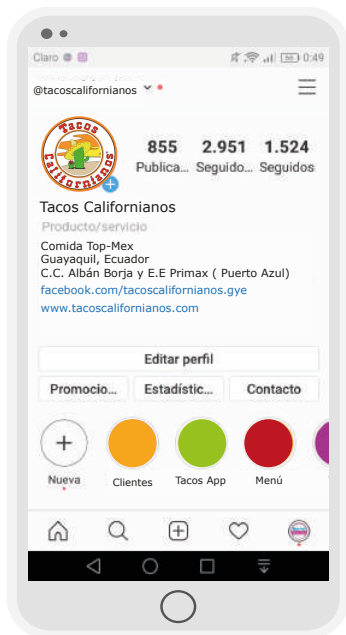 Claro
56 0:49
@tacoscalifornianos
Tacos
Californianos
855 2.951 1.524
Publica... Seguido... Seguidos
Tacos Californianos
Producto/servicio
Comida Top-Mex
Guayaquil, Ecuador
C.C. Albán Borja y E.E Primax ( Puerto Azul)
facebook.com/tacoscalifornianos.gye
www.tacoscalifornianos.com
Editar perfil
Promocio... Estadístic... Contacto
Nueva Clientes Tacos App Menú